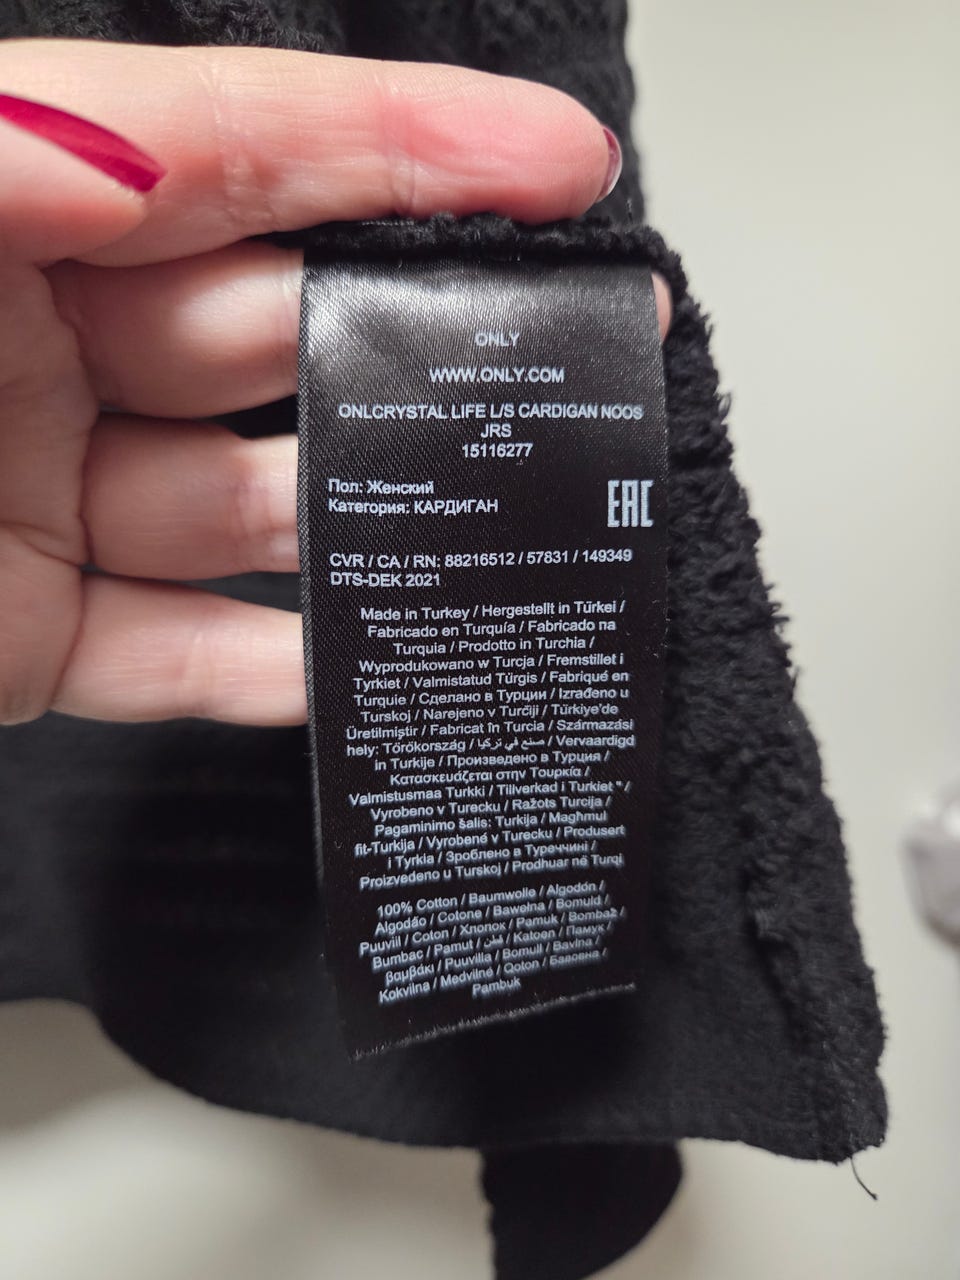 ONLY
WWW.ONLY.COM
ONLCRYSTAL LIFE L/S CARDIGAN NOOS
JRS
15116277
Пол: Женский
Категория: КАРДИГАН
EAC
CVR / CA / RN: 88216512 / 57831 / 149349
DTS-DEK 2021
Made in Turkey / Hergestellt in Türkei /
Fabricado en Turquía / Fabricado na
Turquia / Prodotto in Turchia /
Wyprodukowano w Turcja / Fremstillet i
Tyrkiet / Valmistatud Türgis / Fabriqué en
Turquie / Сделано в Турции / Izrađeno u
Turskoj / Narejeno v Turčiji / Türkiye'de
Üretilmiştir / Fabricat în Turcia / Származási
hely: Törökország / صنع في تركيا / Vervaardigd
in Turkije / Произведено в Турция /
Κατασκευάζεται στην Τουρκία /
Valmistusmaa Turkki / Tillverkad i Turkiet " /
Vyrobeno v Turecku / Ražots Turcija /
Pagaminimo šalis: Turkija / Magħmul
fit-Turkija / Vyrobené v Turecku / Produsert
i Tyrkia / Зроблено в Туреччині /
Proizvedeno u Turskoj / Prodhuar në Turqi
100% Cotton / Baumwolle / Algodón /
Algodão / Cotone / Bawełna / Bomuld /
Puuvill / Coton / Хлопок / Pamuk / Bombaž /
Bumbac / Pamut / قطن / Katoen / Памук /
βαμβάκι / Puuvilla / Bomull / Bavlna /
Kokvilna / Medvilnė / Qoton / Бавовна /
Pambuk